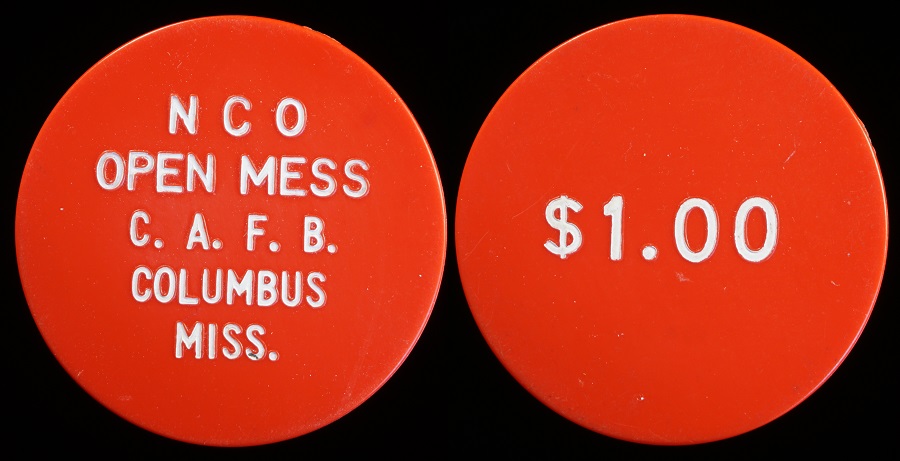 N C O
OPEN MESS
C. A. F. B.
COLUMBUS
MISS.
$1.00